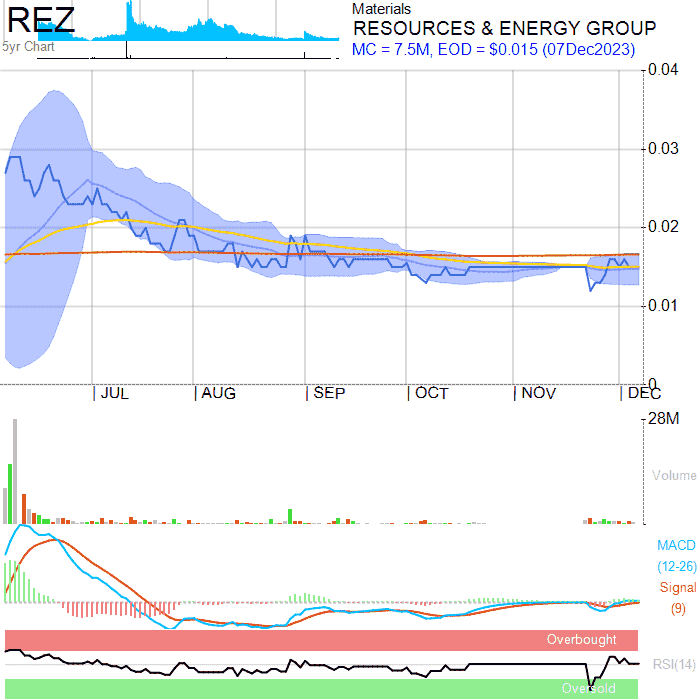 REZ
5yr Chart
Materials
RESOURCES & ENERGY GROUP
MC = 7.5M, EOD = $0.015 (07Dec2023)
0.04
0.03
0.02
0.01
0
JUL AUG SEP OCT NOV DEC
28M
Volume
MACD
(12-26)
Signal
(9)
Overbought
RSI(14)
Oversold